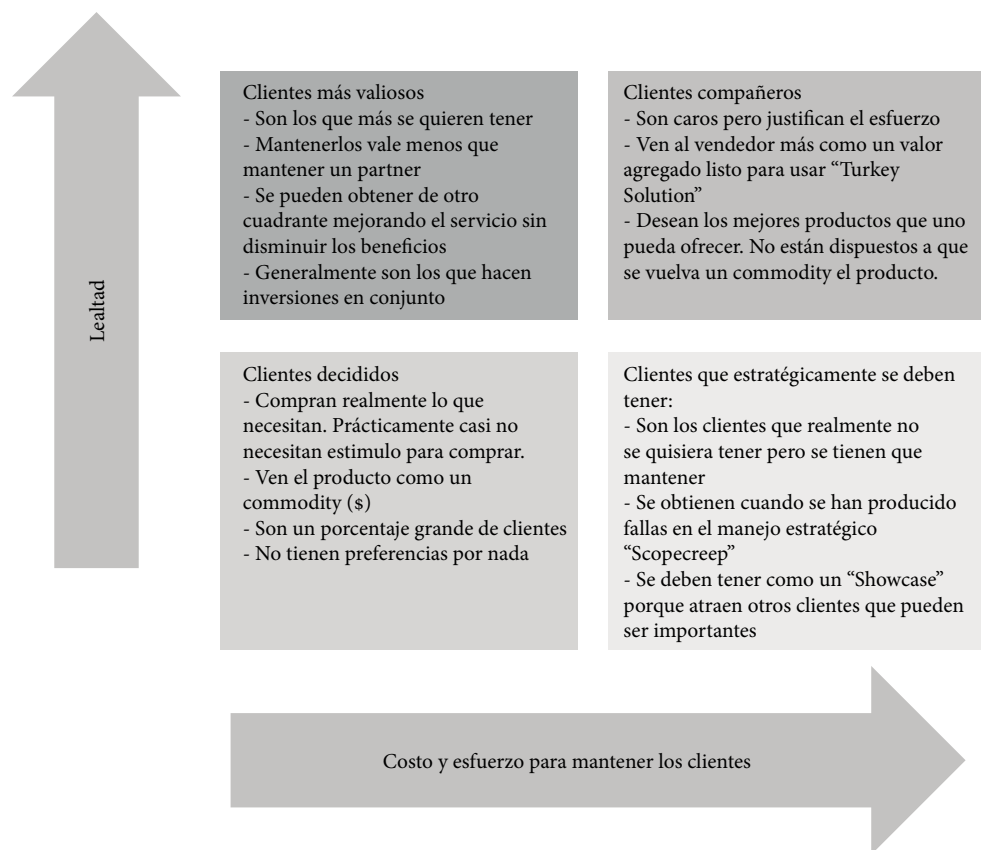 Clientes más valiosos
- Son los que más se quieren tener
- Mantenerlos vale menos que
mantener un partner
- Se pueden obtener de otro
cuadrante mejorando el servicio sin
disminuir los beneficios
- Generalmente son los que hacen
inversiones en conjunto
Clientes compañeros
- Son caros pero justifican el esfuerzo
- Ven al vendedor más como un valor
agregado listo para usar “Turkey
Solution”
- Desean los mejores productos que uno
pueda ofrecer. No están dispuestos a que
se vuelva un commodity el producto.
Lealtad
Clientes decididos
- Compran realmente lo que
necesitan. Prácticamente casi no
necesitan estimulo para comprar.
- Ven el producto como un
commodity ($)
- Son un porcentaje grande de clientes
- No tienen preferencias por nada
Clientes que estratégicamente se deben
tener:
- Son los clientes que realmente no
se quisiera tener pero se tienen que
mantener
- Se obtienen cuando se han producido
fallas en el manejo estratégico
“Scopecreep”
- Se deben tener como un “Showcase”
porque atraen otros clientes que pueden
ser importantes
Costo y esfuerzo para mantener los clientes